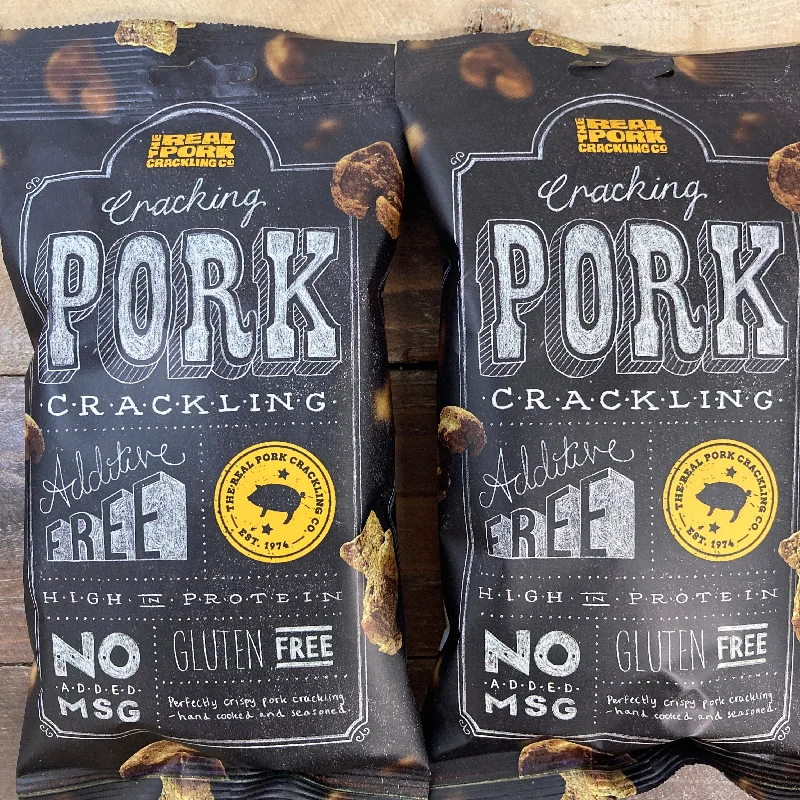 THE REAL
PORK
CRACKLING CO
Cracking
PORK
CRACKLING
Additive
FREE
THE REAL PORK CRACKLING CO.
EST. 1974
HIGH IN PROTEIN
NO
ADDED
MSG
GLUTEN FREE
Perfectly crispy pork crackling
- hand cooked and seasoned.
THE REAL
PORK
CRACKLING CO
Cracking
PORK
CRACKLING
Additive
FREE
THE REAL PORK CRACKLING CO.
EST. 1974
HIGH IN PROTEIN
NO
ADDED
MSG
GLUTEN FREE
Perfectly crispy pork crackling
- hand cooked and seasoned.